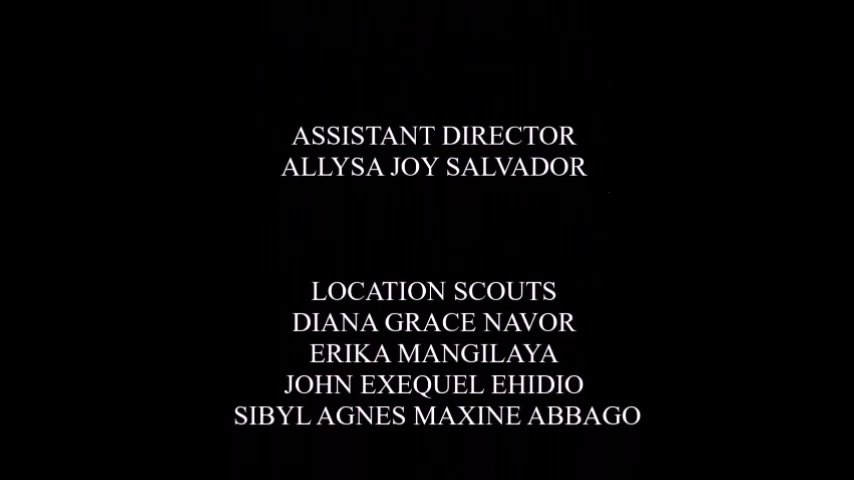 ASSISTANT DIRECTOR
ALLYSA JOY SALVADOR
LOCATION SCOUTS
DIANA GRACE NAVOR
ERIKA MANGILAYA
JOHN EXEQUEL EHIDIO
SIBYL AGNES MAXINE ABBAGO